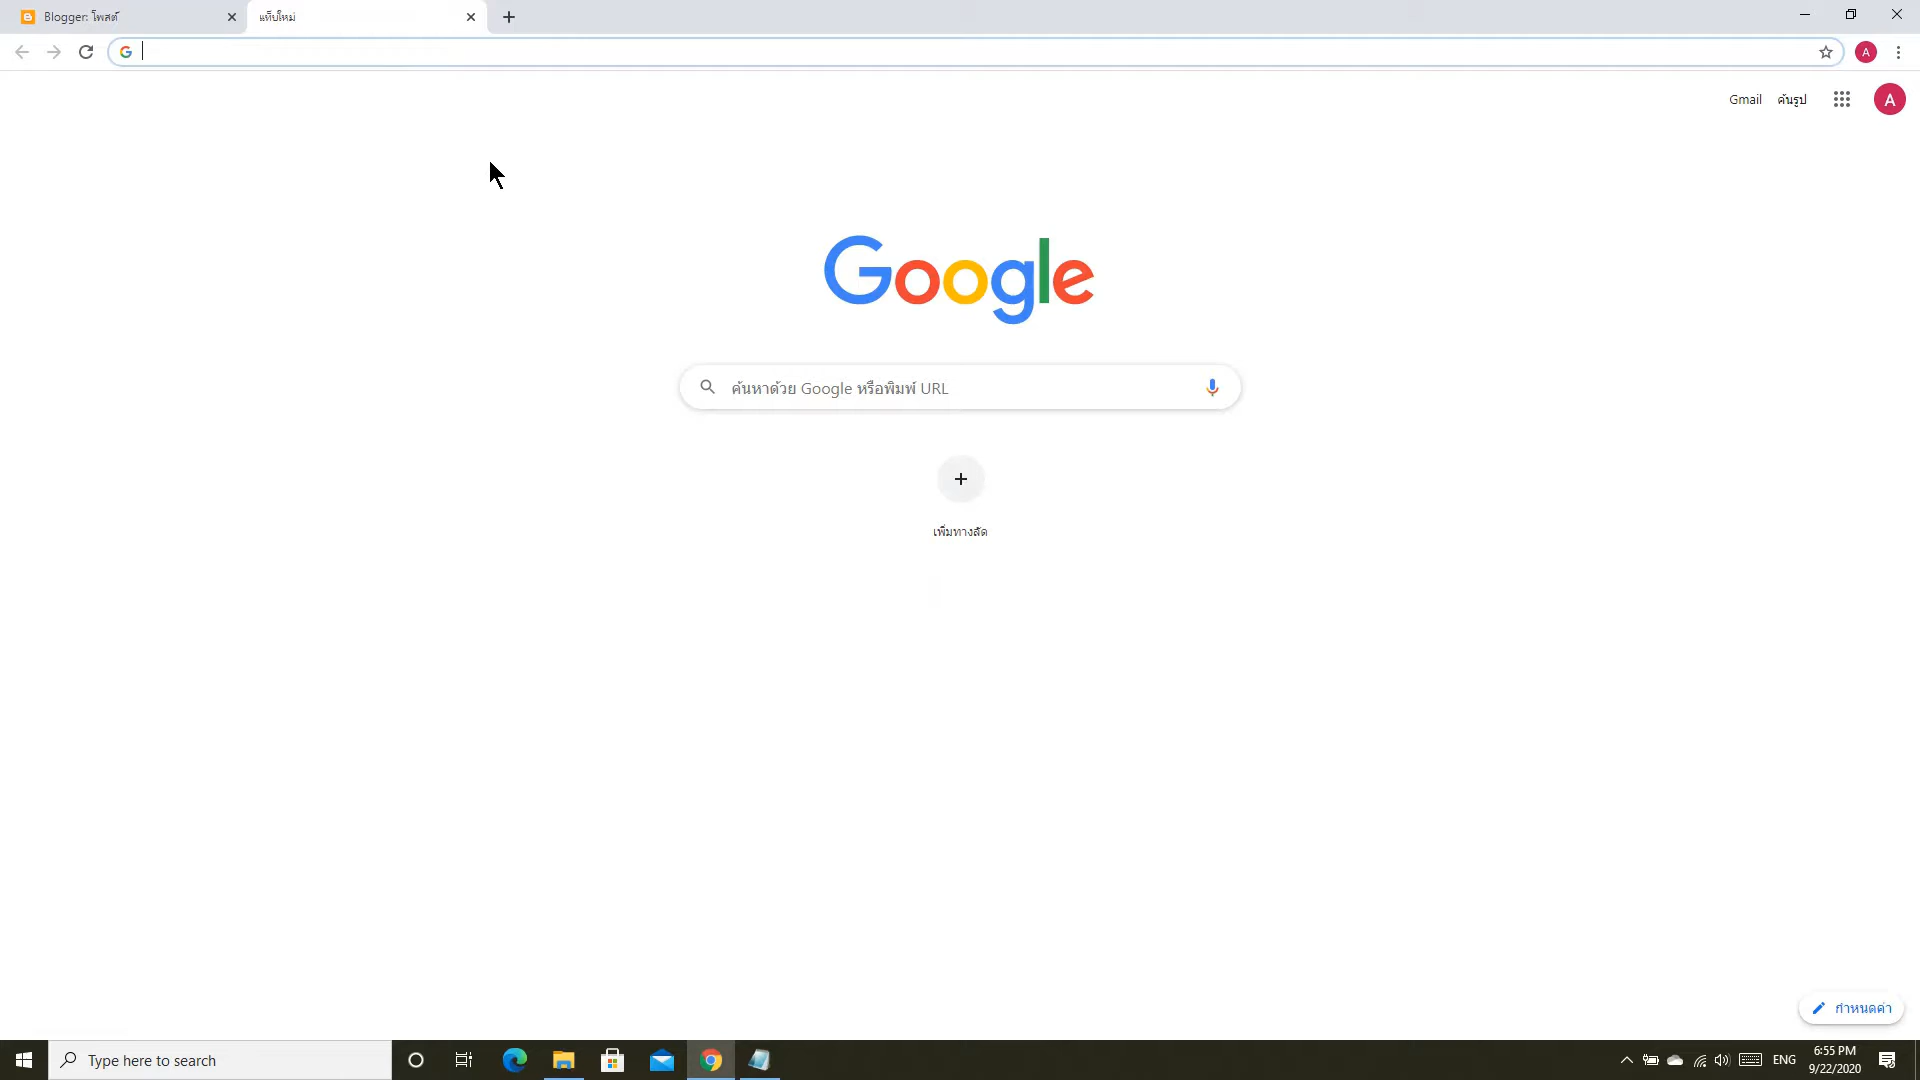 Blogger: โพสต์
แท็บใหม่
Gmail
ค้นรูป
A
A
Google
ค้นหาด้วย Google หรือพิมพ์ URL
เพิ่มทางลัด
กำหนดค่า
Type here to search
ENG
6:55 PM
9/22/2020